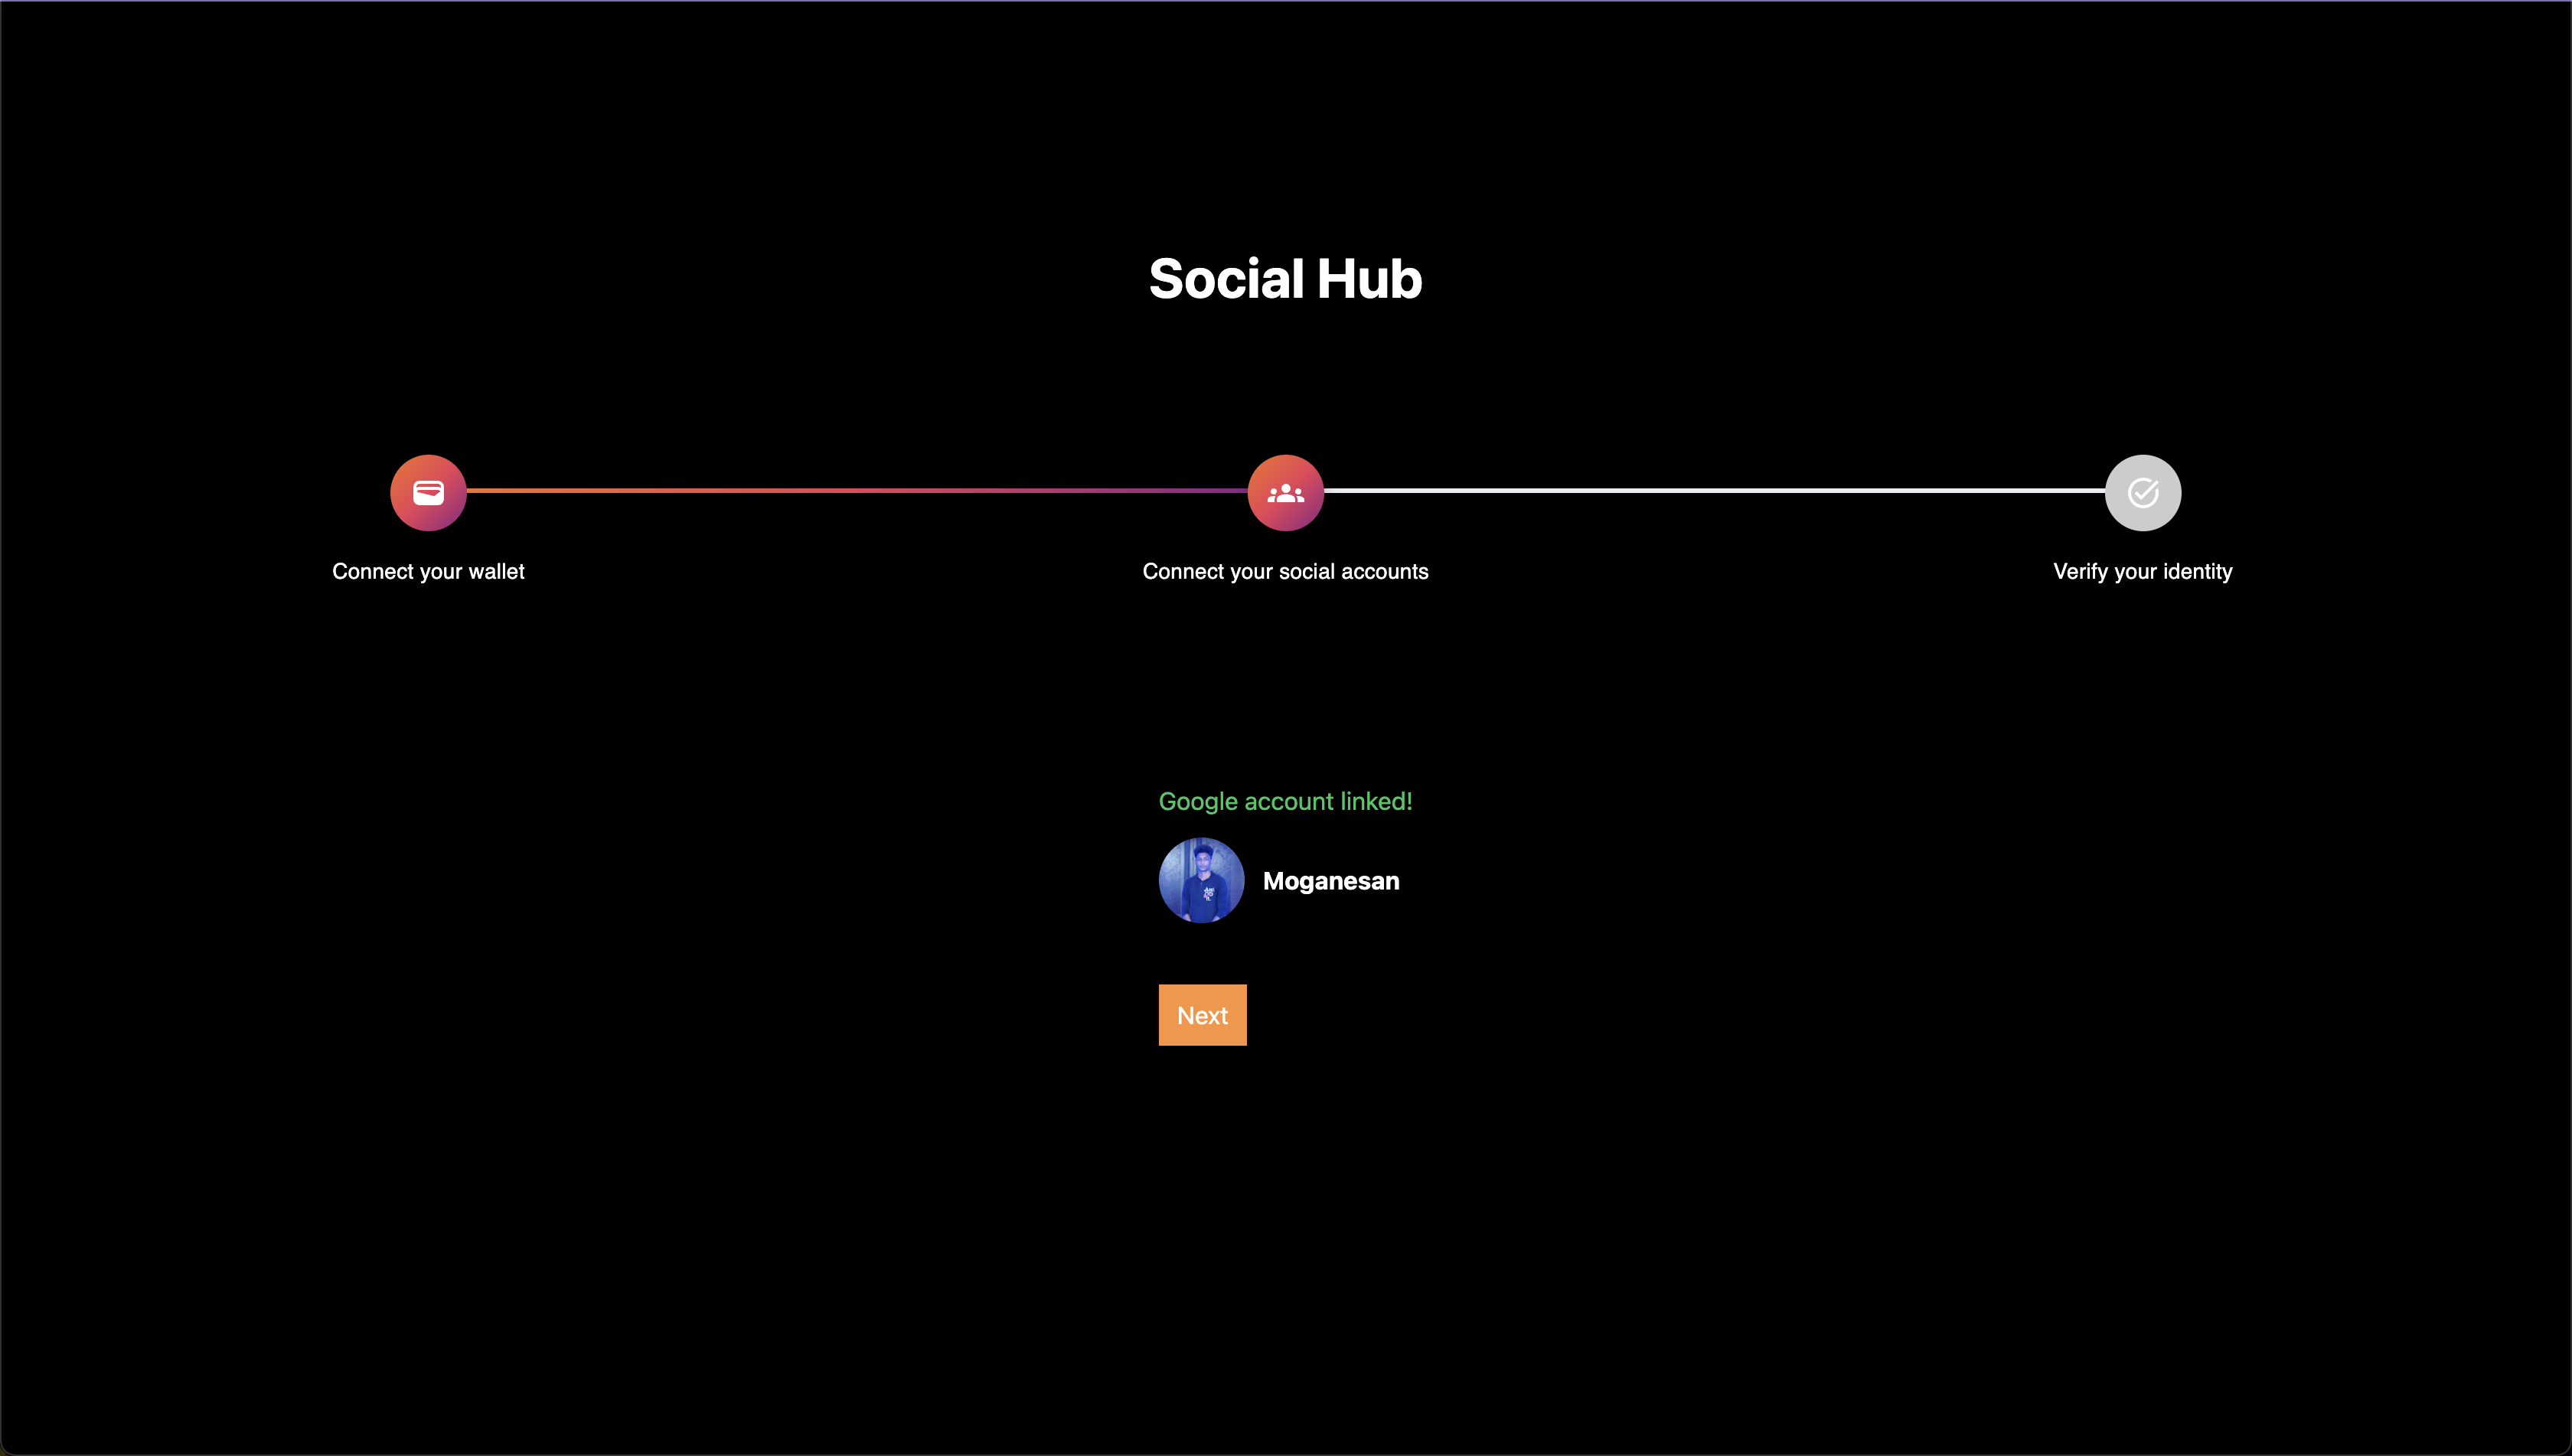 Social Hub
Connect your wallet
Connect your social accounts
Verify your identity
Google account linked!
Moganesan
Next